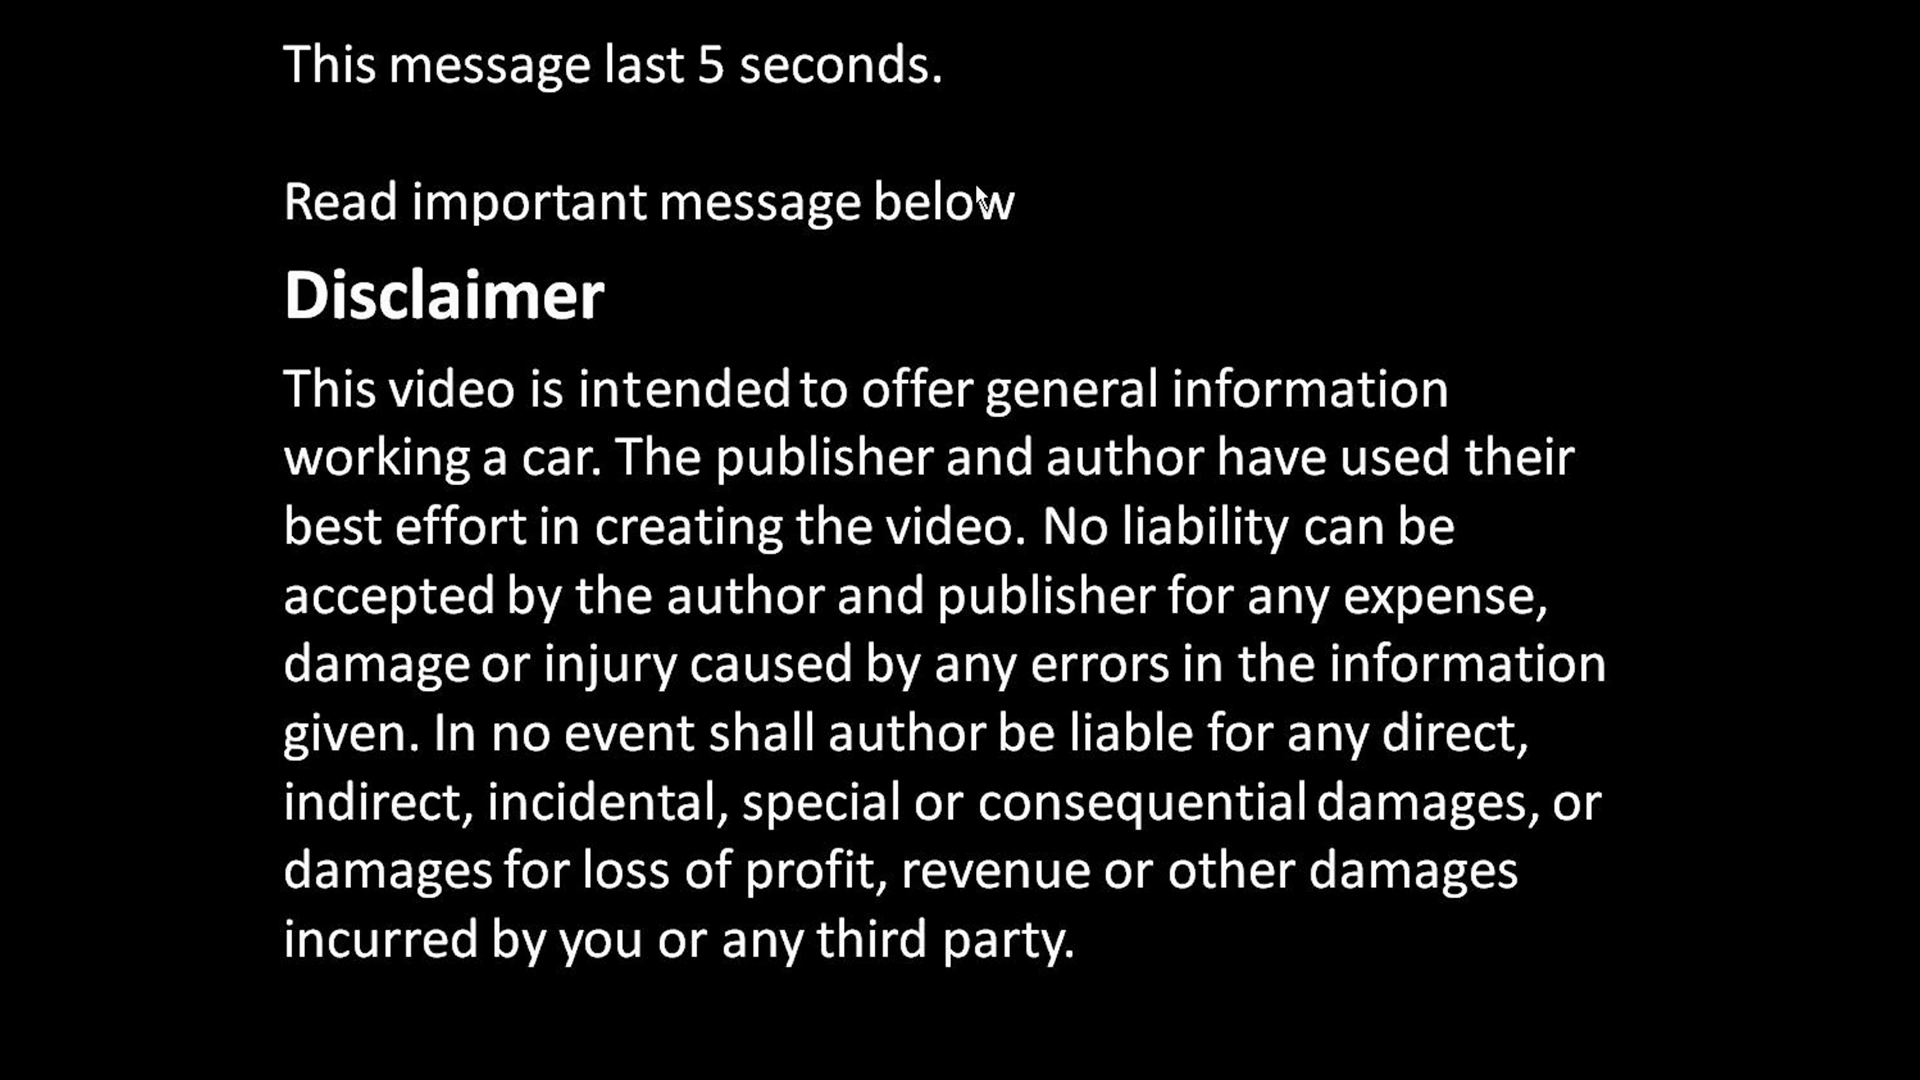 This message last 5 seconds.
Read important message below
Disclaimer
This video is intended to offer general information
working a car. The publisher and author have used their
best effort in creating the video. No liability can be
accepted by the author and publisher for any expense,
damage or injury caused by any errors in the information
given. In no event shall author be liable for any direct,
indirect, incidental, special or consequential damages, or
damages for loss of profit, revenue or other damages
incurred by you or any third party.